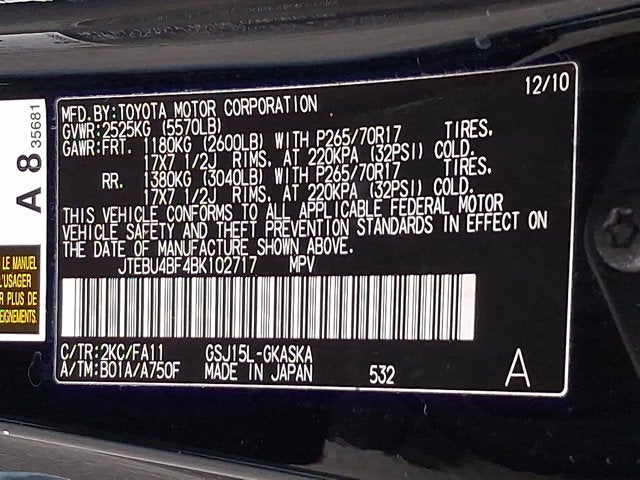 12/10
MFD.BY:TOYOTA MOTOR CORPORATION
GVWR:2525KG (5570LB)
GAWR:FRT. 1180KG (2600LB) WITH P265/70R17 TIRES,
17X7 1/2J RIMS, AT 220KPA (32PSI) COLD.
RR. 1380KG (3040LB) WITH P265/70R17 TIRES,
17X7 1/2J RIMS, AT 220KPA (32PSI) COLD.
THIS VEHICLE CONFORMS TO ALL APPLICABLE FEDERAL MOTOR
VEHICLE SAFETY AND THEFT PREVENTION STANDARDS IN EFFECT ON
THE DATE OF MANUFACTURE SHOWN ABOVE.
JTEBU4BF4BK102717 MPV
C/TR:2KC/FA11 GSJ15L-GKASKA
A/TM:B01A/A750F MADE IN JAPAN 532 A
A 8
35681
LE MANUEL
L'USAGER
R PLUS DE
EIGNEMENTS.